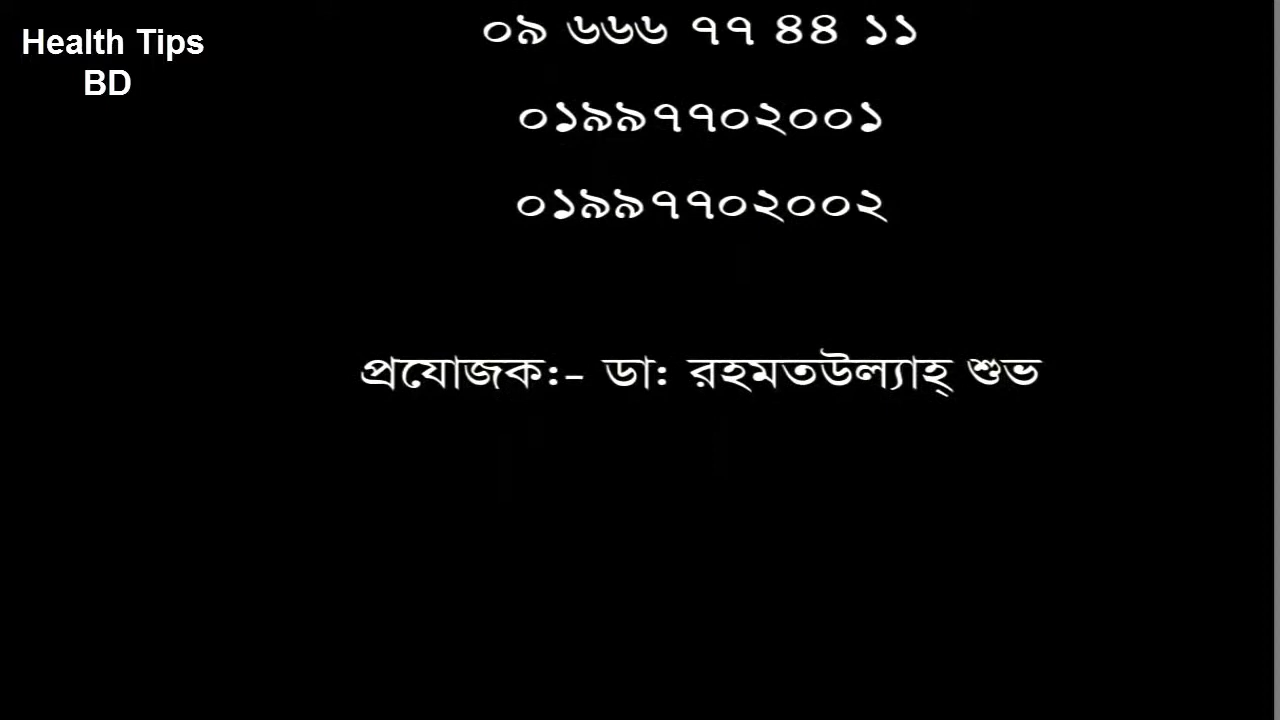 Health Tips
BD
০৯ ৬৬৬ ৭৭ ৪৪ ১১
০১৯৯৭৭০২০০১
০১৯৯৭৭০২০০২
প্রযোজক:- ডা: রহমতউল্যাহ্ শুভ